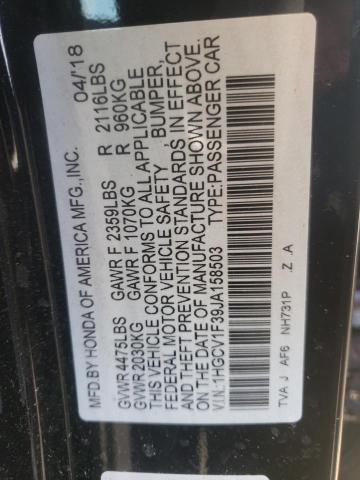 MFD.BY HONDA OF AMERICA MFG.,INC. 04/'18
GVWR 4475LBS GAWR F 2359LBS R 2116LBS
GVWR 2030KG GAWR F 1070KG R 960KG
THIS VEHICLE CONFORMS TO ALL APPLICABLE
FEDERAL MOTOR VEHICLE SAFETY, BUMPER,
AND THEFT PREVENTION STANDARDS IN EFFECT
ON THE DATE OF MANUFACTURE SHOWN ABOVE.
V.I.N.:1HGCV1F39JA158503 TYPE:PASSENGER CAR
TVA J AF6 NH731P .Z .A